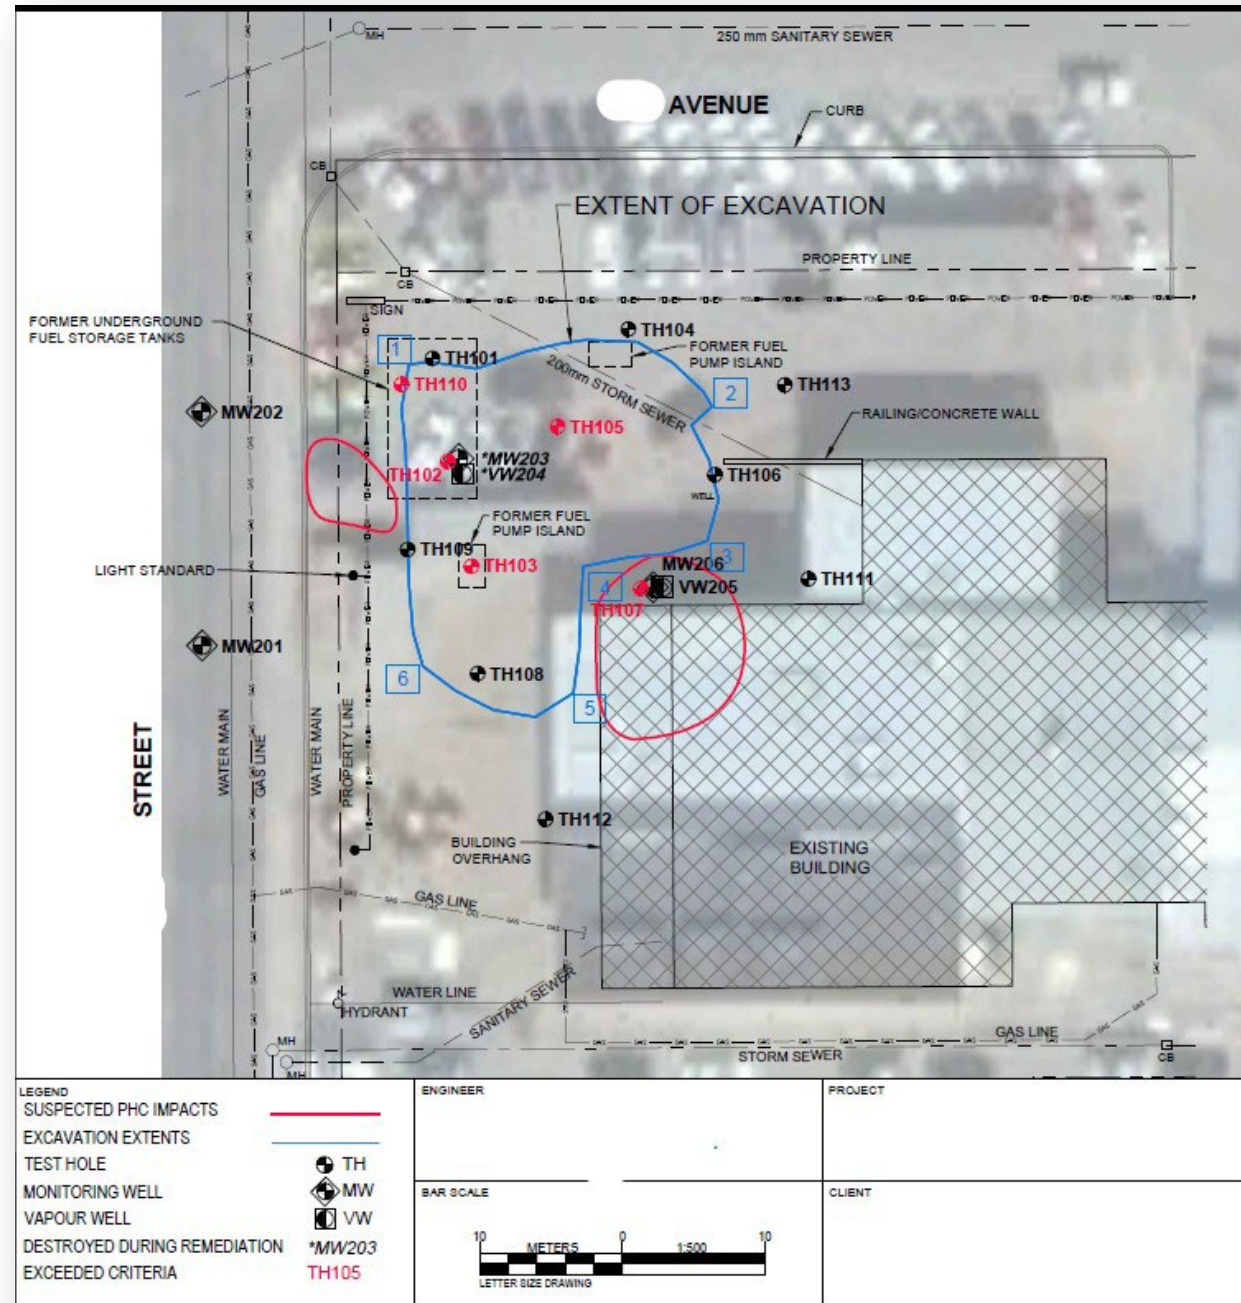 MH
250 mm SANITARY SEWER
AVENUE
CURB
CB
EXTENT OF EXCAVATION
PROPERTY LINE
CB
SIGN
FORMER UNDERGROUND
FUEL STORAGE TANKS
TH104
1
TH101
FORMER FUEL
PUMP ISLAND
200mm STORM SEWER
TH110
2
TH113
MW202
RAILING/CONCRETE WALL
TH105
*MW203
TH102
*VW204
TH106
WELL
FORMER FUEL
PUMP ISLAND
TH109
3
MW206
LIGHT STANDARD
TH103
4
VW205
TH111
TH107
MW201
TH108
6
5
STREET
WATER MAIN
GAS LINE
WATER MAIN
PROPERTY LINE
TH112
BUILDING
OVERHANG
EXISTING
BUILDING
GAS LINE
WATER LINE
SANITARY SEWER
HYDRANT
GAS LINE
MH
STORM SEWER
CB
MH
LEGEND
SUSPECTED PHC IMPACTS
EXCAVATION EXTENTS
TEST HOLE TH
MONITORING WELL MW
VAPOUR WELL VW
DESTROYED DURING REMEDIATION *MW203
EXCEEDED CRITERIA TH105
ENGINEER
PROJECT
BAR SCALE
CLIENT
10 0 10
METERS 1:500
LETTER SIZE DRAWING